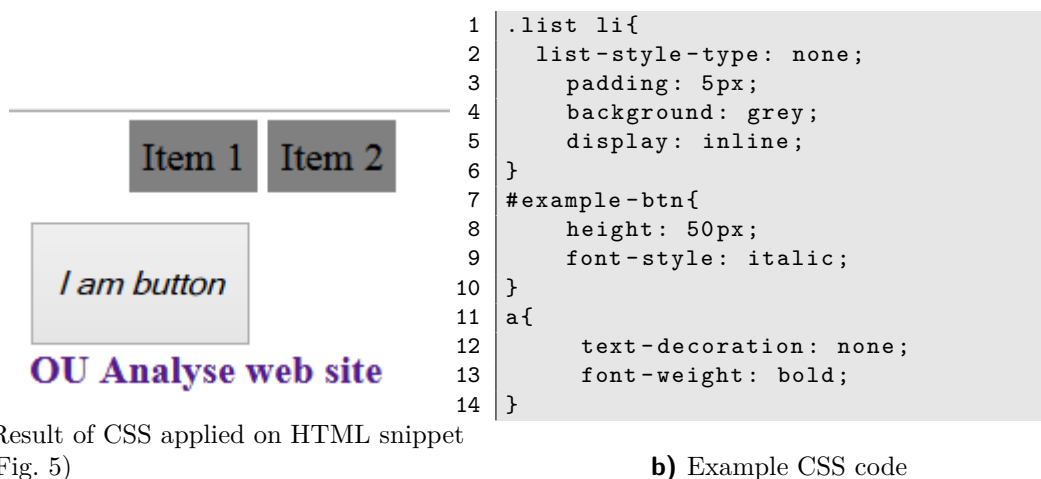 Item 1 Item 2
I am button
OU Analyse web site
Result of CSS applied on HTML snippet
Fig. 5)
1 .list li{
2 list-style-type: none;
3 padding: 5px;
4 background: grey;
5 display: inline;
6 }
7 #example-btn{
8 height: 50px;
9 font-style: italic;
10 }
11 a{
12 text-decoration: none;
13 font-weight: bold;
14 }
b) Example CSS code